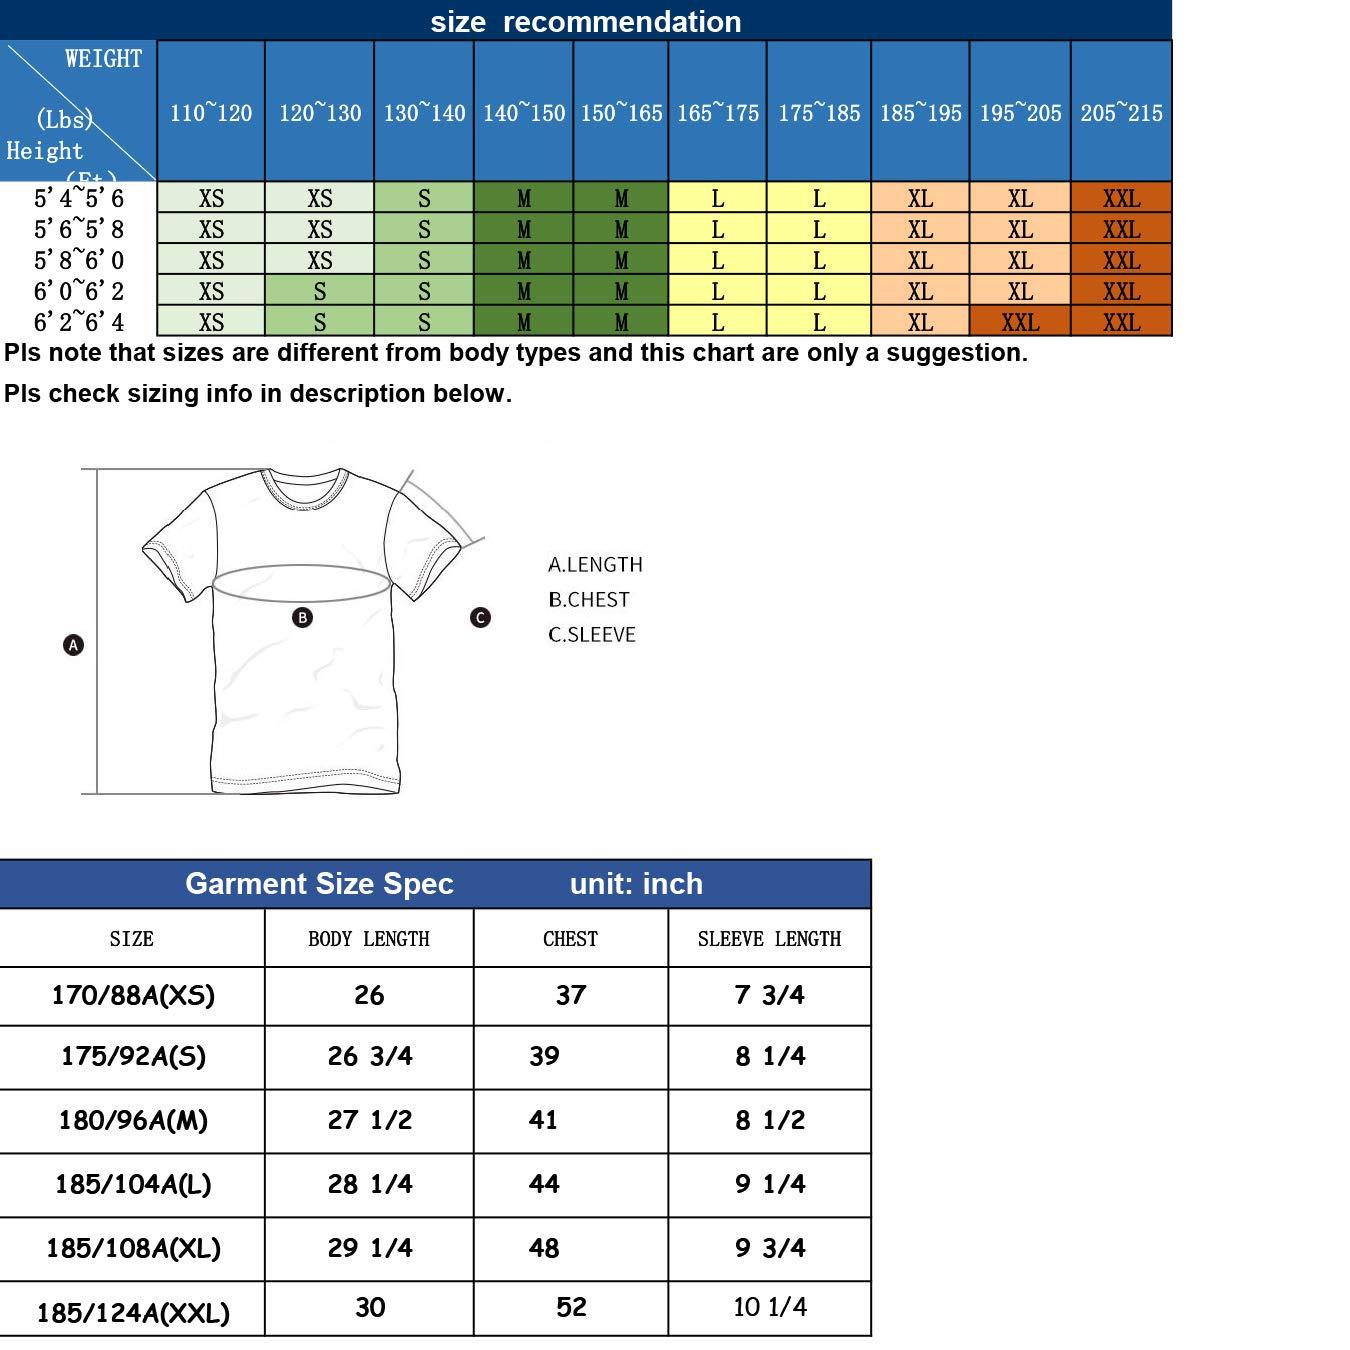 size recommendation
WEIGHT
(Lbs)
Height
(Ft)
110~120 120~130 130~140 140~150 150~165 165~175 175~185 185~195 195~205 205~215
5'4~5'6 XS XS S M M L L XL XL XXL
5'6~5'8 XS XS S M M L L XL XL XXL
5'8~6'0 XS XS S M M L L XL XL XXL
6'0~6'2 XS S S M M L L XL XL XXL
6'2~6'4 XS S S M M L L XL XXL XXL
Pls note that sizes are different from body types and this chart are only a suggestion.
Pls check sizing info in description below.
A.LENGTH
B.CHEST
C.SLEEVE
A
B
C
Garment Size Spec unit: inch
SIZE BODY LENGTH CHEST SLEEVE LENGTH
170/88A(XS) 26 37 7 3/4
175/92A(S) 26 3/4 39 8 1/4
180/96A(M) 27 1/2 41 8 1/2
185/104A(L) 28 1/4 44 9 1/4
185/108A(XL) 29 1/4 48 9 3/4
185/124A(XXL) 30 52 10 1/4